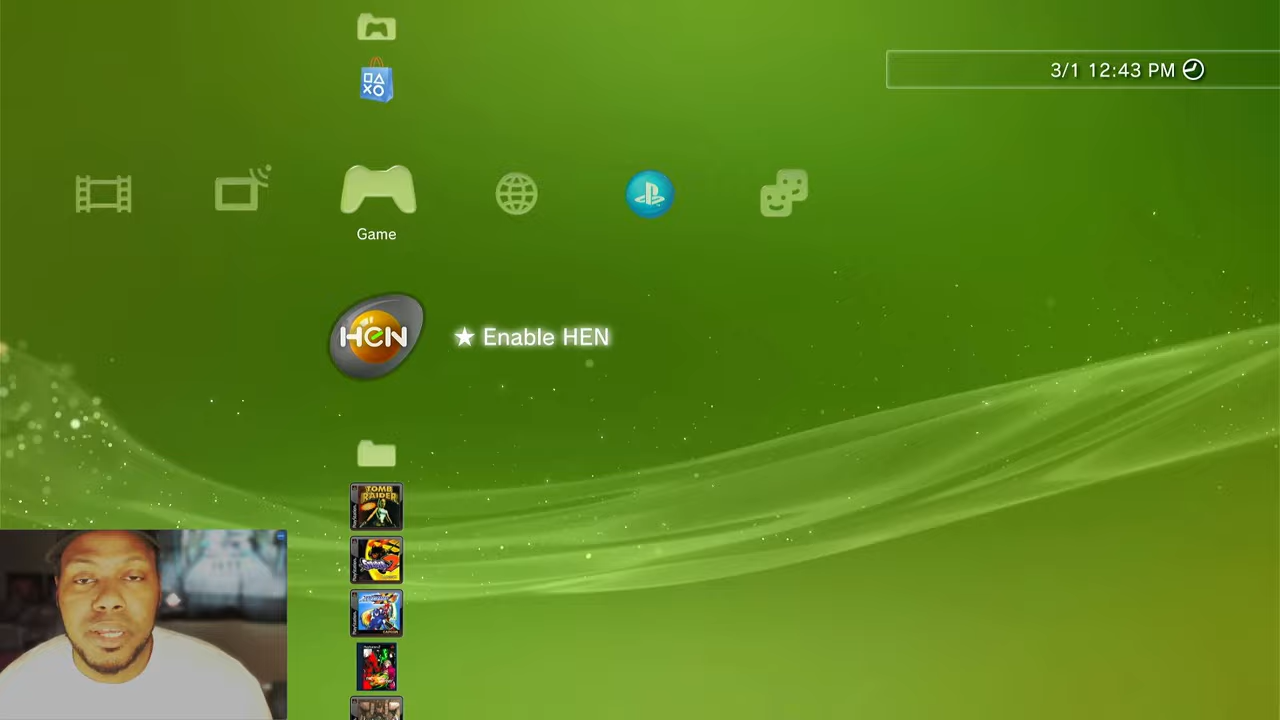 3/1 12:43 PM
Game
HEN
★ Enable HEN
TOMB
RAIDER